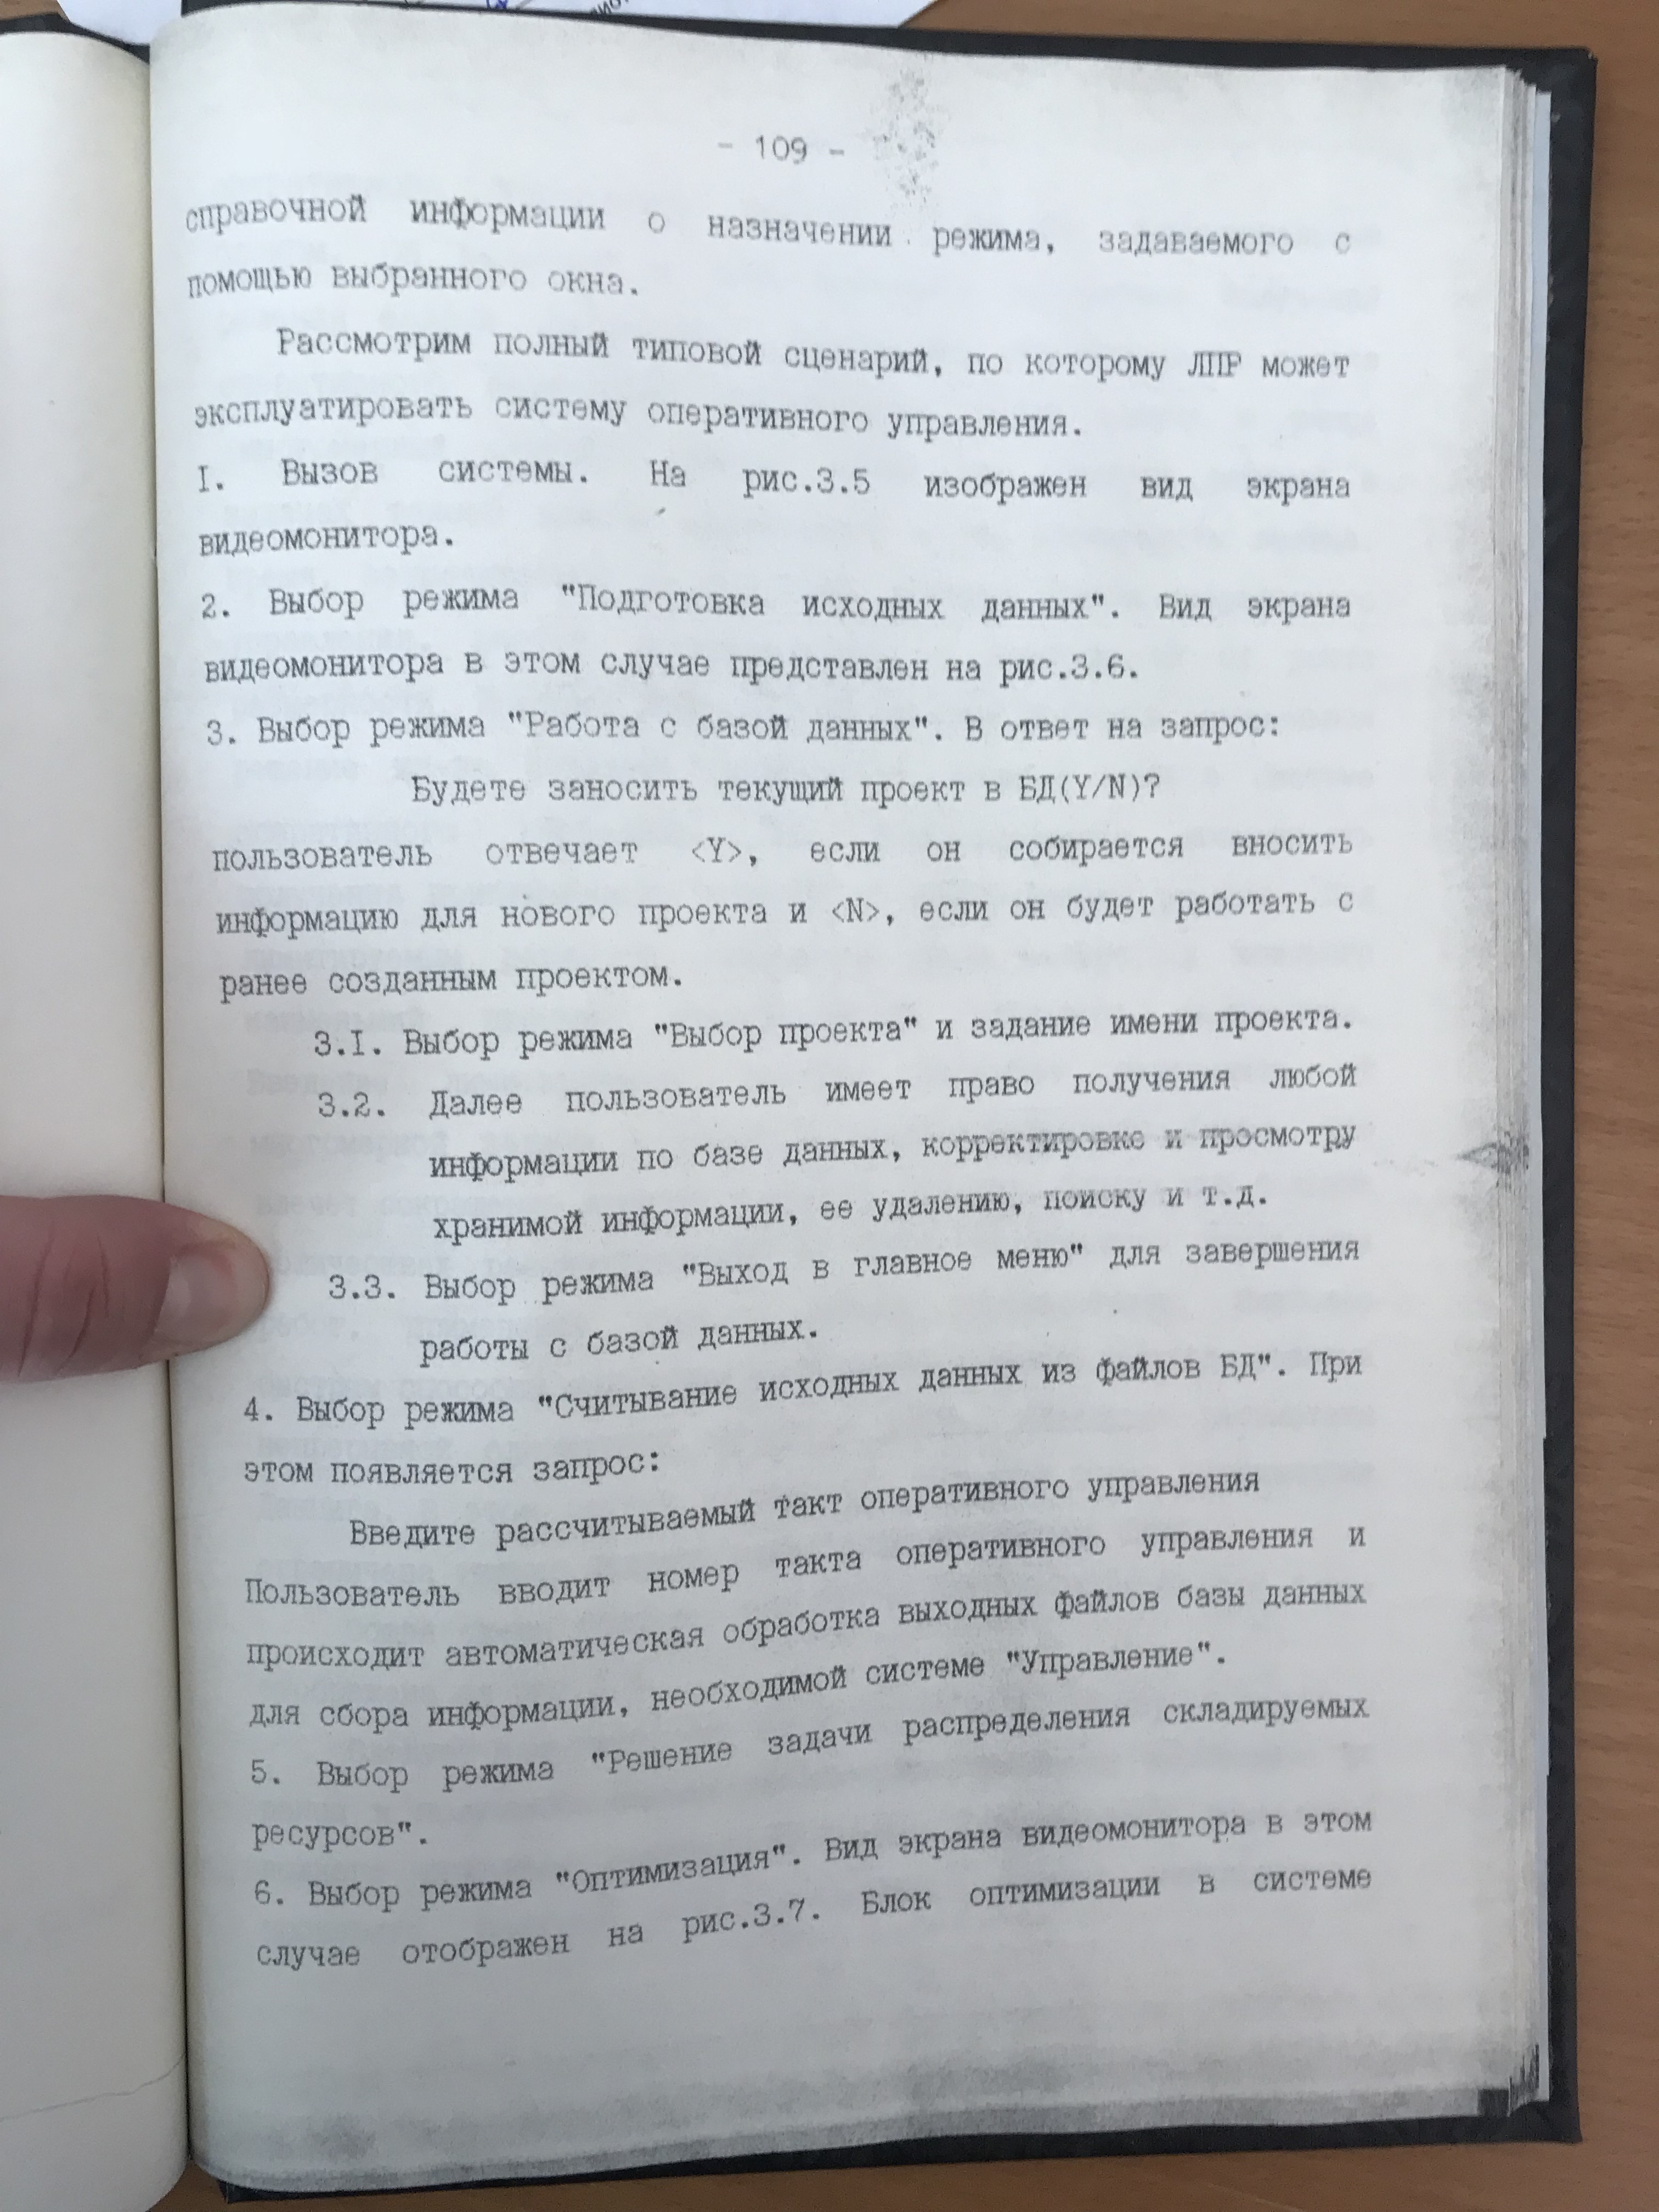 - 109 -
справочной информации о назначении режима, задаваемого с
помощью выбранного окна.
Рассмотрим полный типовой сценарий, по которому ЛПР может
эксплуатировать систему оперативного управления.
I. Вызов системы. На рис.3.5 изображен вид экрана
видеомонитора.
2. Выбор режима "Подготовка исходных данных". Вид экрана
видеомонитора в этом случае представлен на рис.3.6.
3. Выбор режима "Работа с базой данных". В ответ на запрос:
Будете заносить текущий проект в БД(Y/N)?
пользователь отвечает <Y>, если он собирается вносить
информацию для нового проекта и <N>, если он будет работать с
ранее созданным проектом.
3.I. Выбор режима "Выбор проекта" и задание имени проекта.
3.2. Далее пользователь имеет право получения любой
информации по базе данных, корректировке и просмотру
хранимой информации, ее удалению, поиску и т.д.
3.3. Выбор режима "Выход в главное меню" для завершения
работы с базой данных.
4. Выбор режима "Считывание исходных данных из файлов БД". При
этом появляется запрос:
Введите рассчитываемый такт оперативного управления
Пользователь вводит номер такта оперативного управления и
происходит автоматическая обработка выходных файлов базы данных
для сбора информации, необходимой системе "Управление".
5. Выбор режима "Решение задачи распределения складируемых
ресурсов".
6. Выбор режима "Оптимизация". Вид экрана видеомонитора в этом
случае отображен на рис.3.7. Блок оптимизации в системе